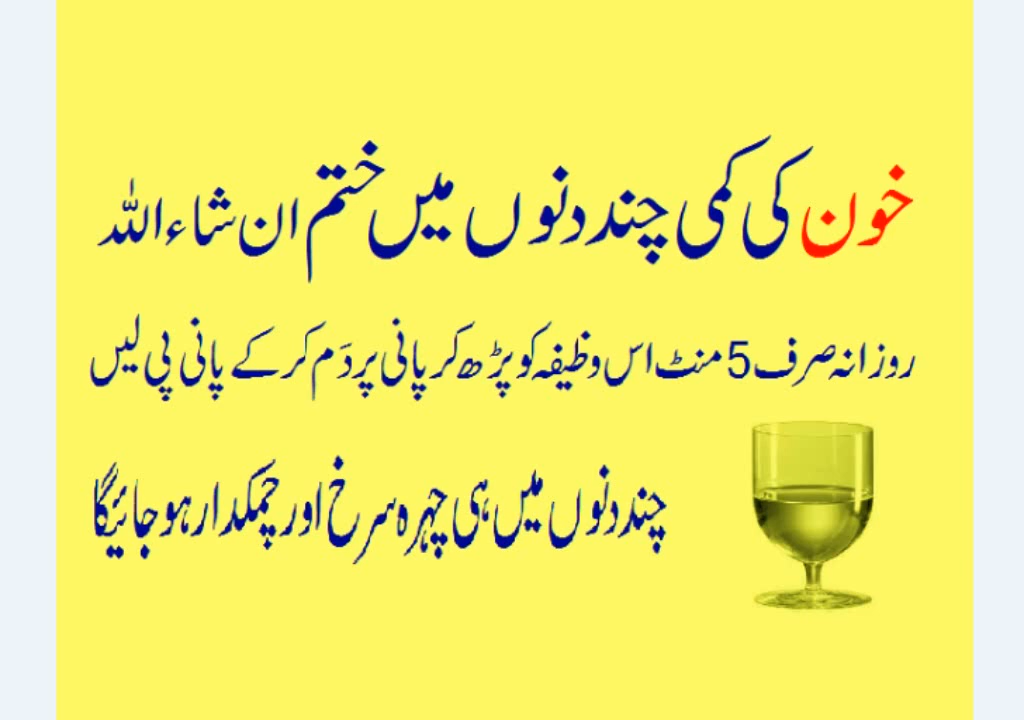 خون کی کمی چند دنوں میں ختم ان شاء اللہ
روزانہ صرف 5 منٹ اس وظیفہ کو پڑھ کر پانی پر دَم کر کے پانی پی لیں
چند دنوں میں ہی چہرہ سرخ اور چمکدار ہو جائیگا